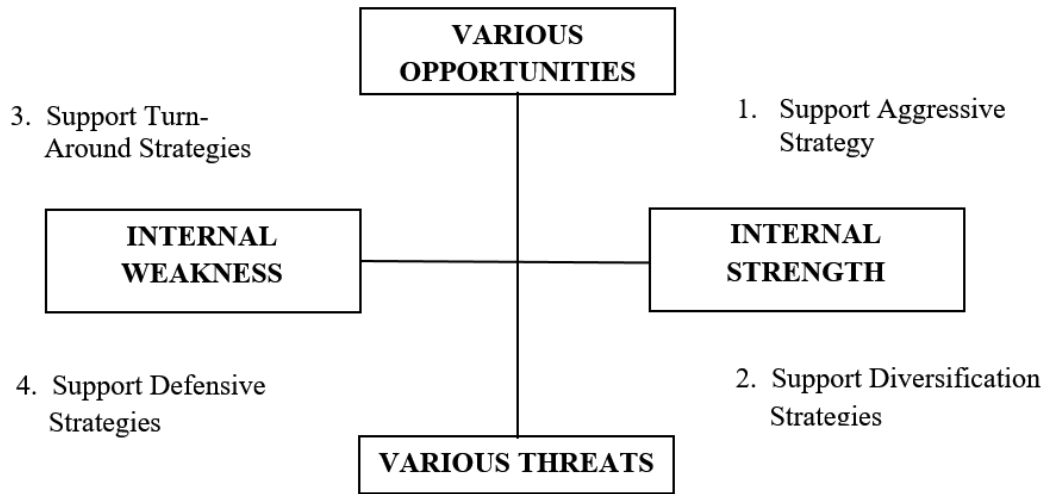 VARIOUS
OPPORTUNITIES
3. Support Turn-
Around Strategies
1. Support Aggressive
Strategy
INTERNAL
WEAKNESS
INTERNAL
STRENGTH
4. Support Defensive
Strategies
2. Support Diversification
Strategies
VARIOUS THREATS